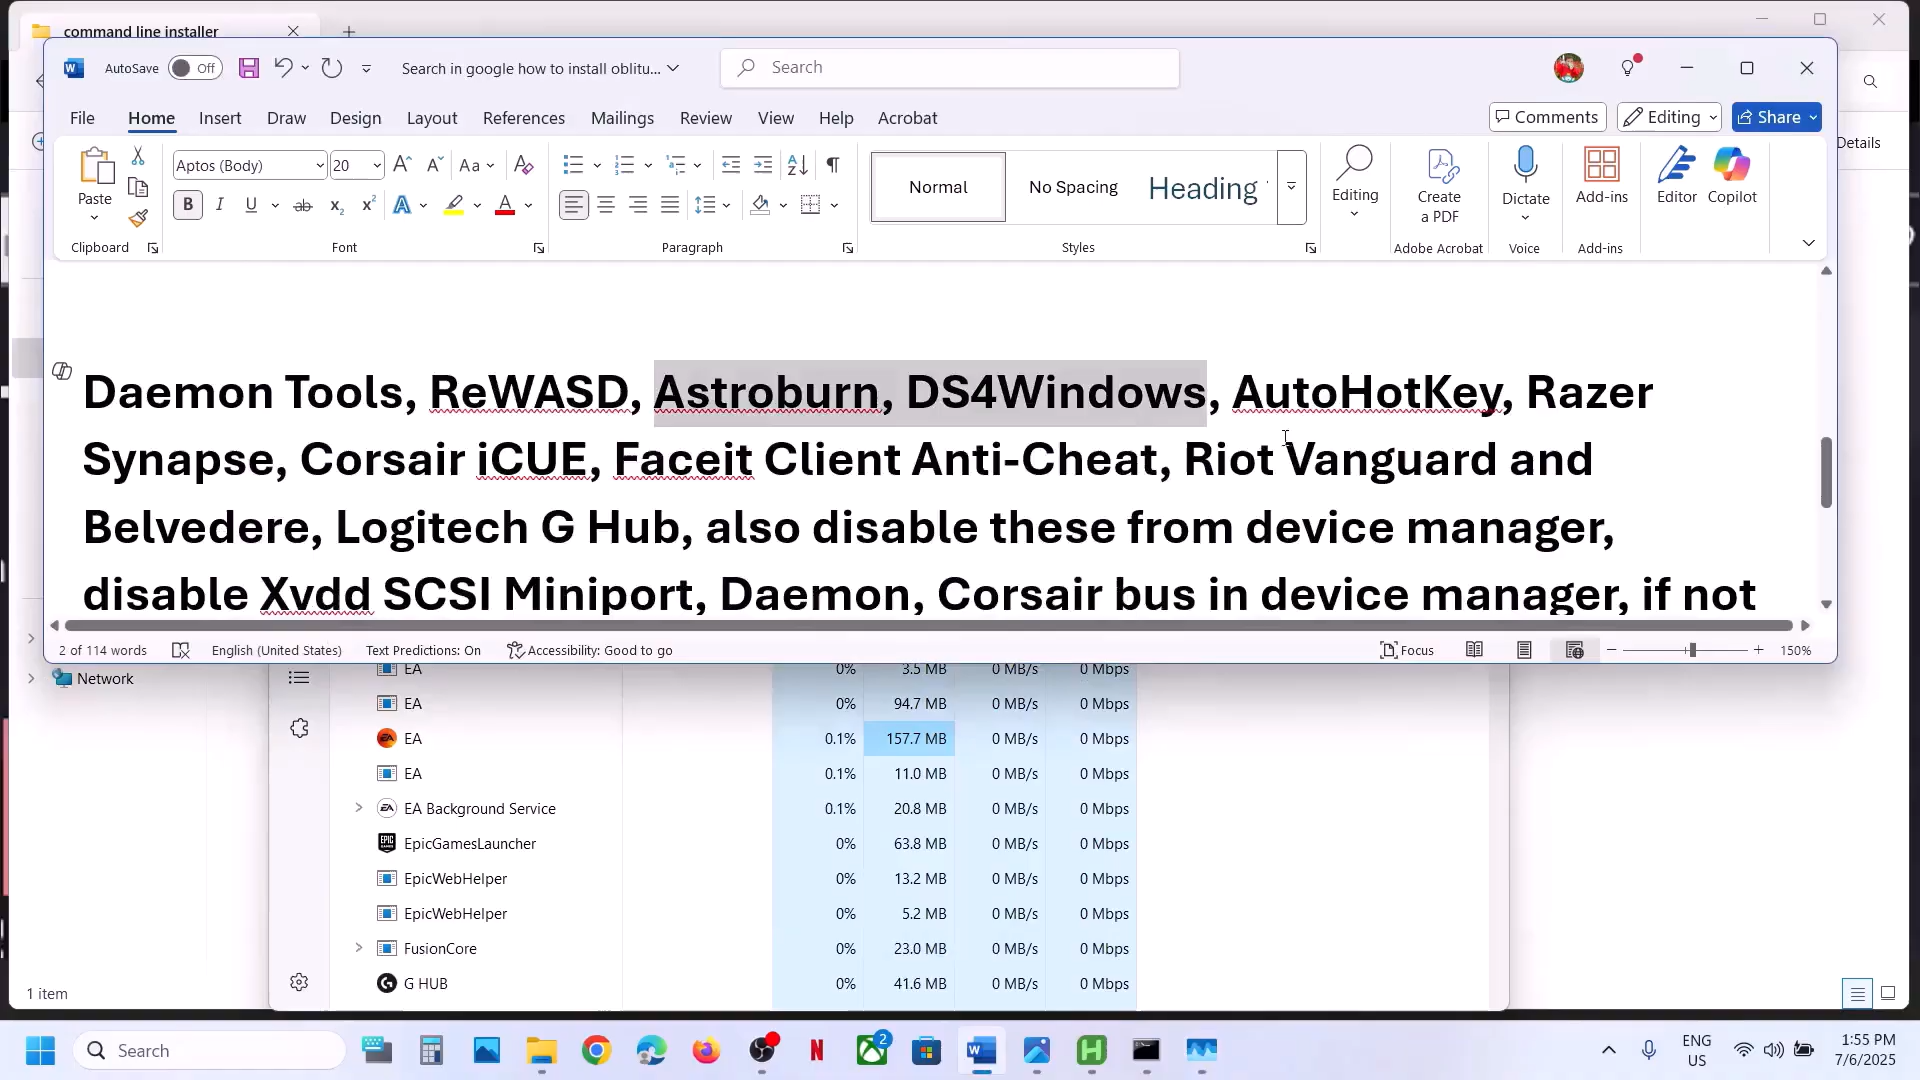 command line installer
AutoSave Off Search in google how to install oblitu... Search
File Home Insert Draw Design Layout References Mailings Review View Help Acrobat Comments Editing Share
Details
Paste
Aptos (Body) 20
Normal No Spacing Heading
Editing
Create
a PDF
Dictate
Add-ins
Editor
Copilot
Clipboard Font Paragraph Styles Adobe Acrobat Voice Add-ins
Daemon Tools, ReWASD, Astroburn, DS4Windows, AutoHotKey, Razer
Synapse, Corsair iCUE, Faceit Client Anti-Cheat, Riot Vanguard and
Belvedere, Logitech G Hub, also disable these from device manager,
disable Xvdd SCSI Miniport, Daemon, Corsair bus in device manager, if not
2 of 114 words English (United States) Text Predictions: On Accessibility: Good to go Focus 150%
Network
EA 0% 3.5 MB 0 MB/s 0 Mbps
EA 0% 94.7 MB 0 MB/s 0 Mbps
EA 0.1% 157.7 MB 0 MB/s 0 Mbps
EA 0.1% 11.0 MB 0 MB/s 0 Mbps
EA Background Service 0.1% 20.8 MB 0 MB/s 0 Mbps
EpicGamesLauncher 0% 63.8 MB 0 MB/s 0 Mbps
EpicWebHelper 0% 13.2 MB 0 MB/s 0 Mbps
EpicWebHelper 0% 5.2 MB 0 MB/s 0 Mbps
FusionCore 0% 23.0 MB 0 MB/s 0 Mbps
G HUB 0% 41.6 MB 0 MB/s 0 Mbps
1 item
Search
2
ENG
US
1:55 PM
7/6/2025